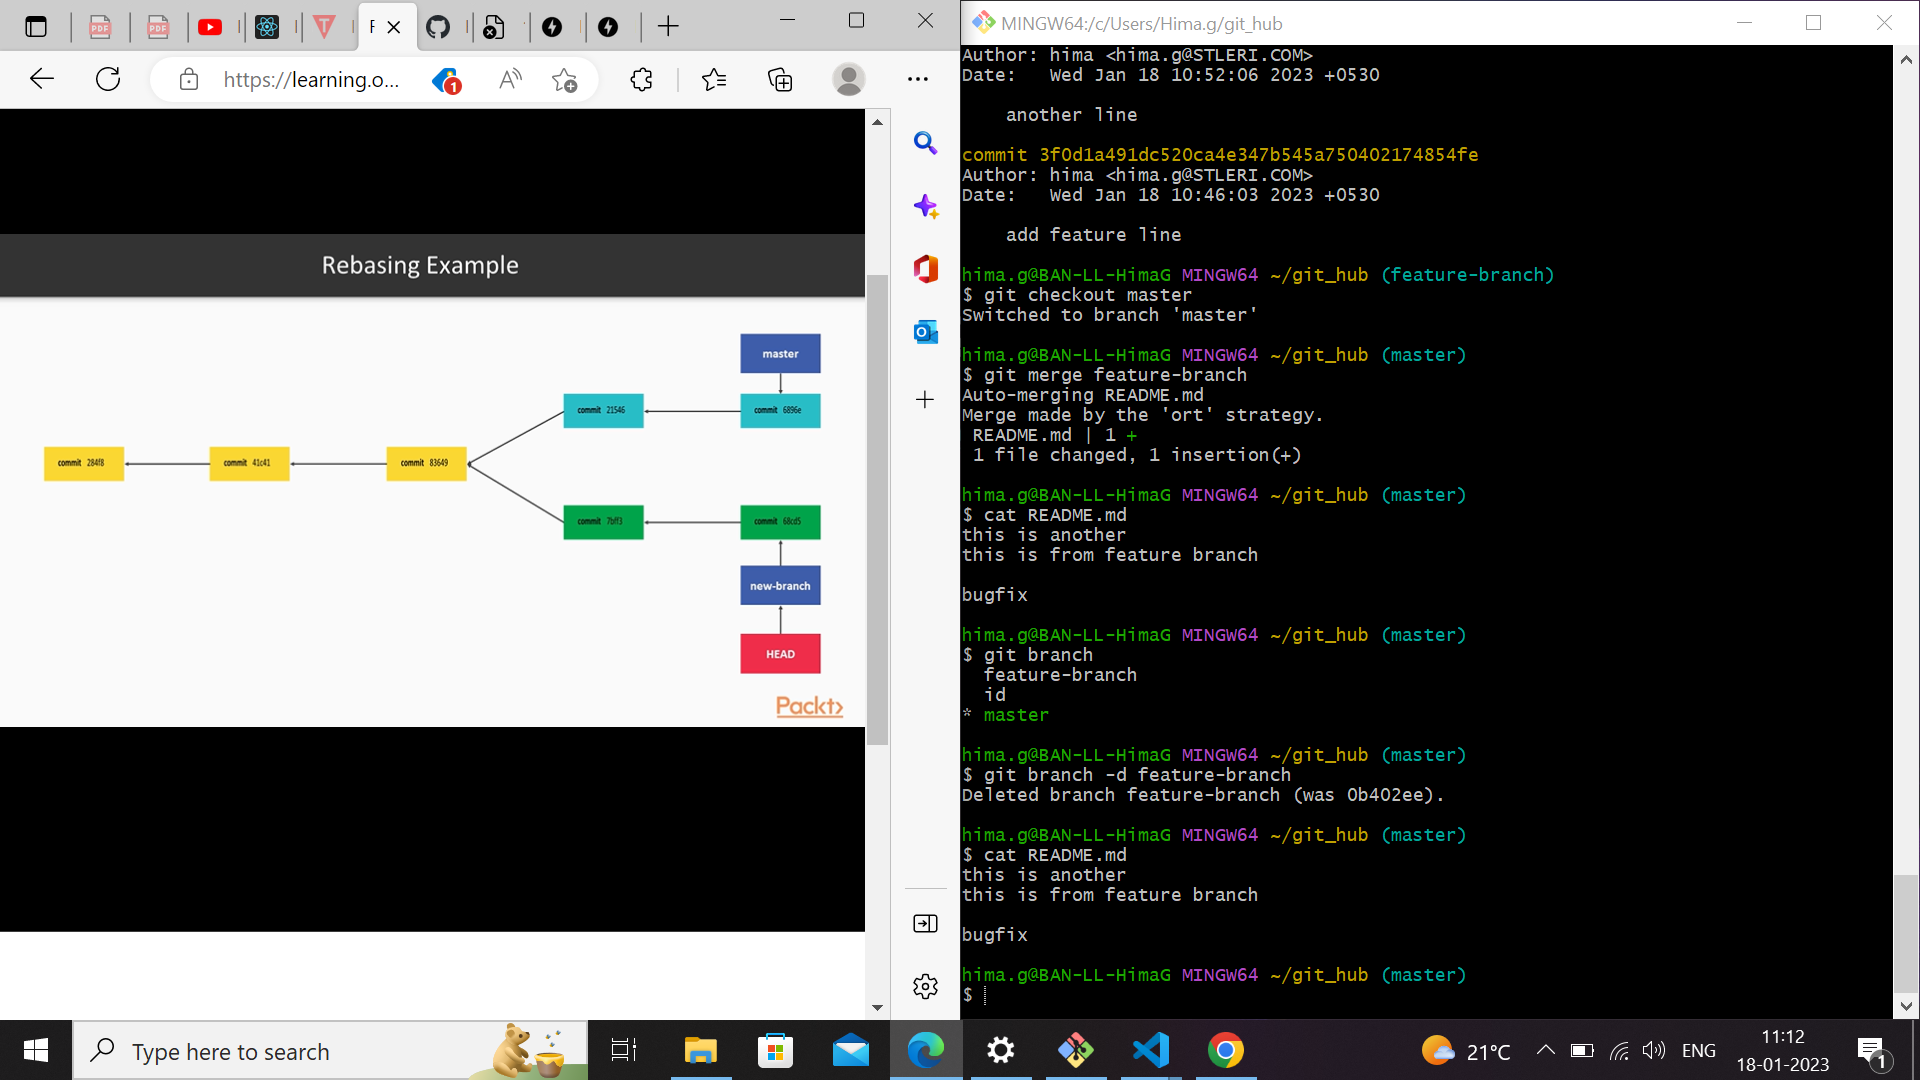 https://learning.o...
1
Rebasing Example
master
commit 21546
commit 6896e
commit 284f8
commit 41c41
commit 83649
commit 7bff3
commit 68cd5
new-branch
HEAD
Packt>
MINGW64:/c/Users/Hima.g/git_hub
Author: hima <hima.g@STLERI.COM>
Date:   Wed Jan 18 10:52:06 2023 +0530
another line
commit 3f0d1a491dc520ca4e347b545a750402174854fe
Author: hima <hima.g@STLERI.COM>
Date:   Wed Jan 18 10:46:03 2023 +0530
add feature line
hima.g@BAN-LL-HimaG MINGW64 ~/git_hub (feature-branch)
$ git checkout master
Switched to branch 'master'
hima.g@BAN-LL-HimaG MINGW64 ~/git_hub (master)
$ git merge feature-branch
Auto-merging README.md
Merge made by the 'ort' strategy.
README.md | 1 +
1 file changed, 1 insertion(+)
hima.g@BAN-LL-HimaG MINGW64 ~/git_hub (master)
$ cat README.md
this is another
this is from feature branch
bugfix
hima.g@BAN-LL-HimaG MINGW64 ~/git_hub (master)
$ git branch
feature-branch
id
* master
hima.g@BAN-LL-HimaG MINGW64 ~/git_hub (master)
$ git branch -d feature-branch
Deleted branch feature-branch (was 0b402ee).
hima.g@BAN-LL-HimaG MINGW64 ~/git_hub (master)
$ cat README.md
this is another
this is from feature branch
bugfix
hima.g@BAN-LL-HimaG MINGW64 ~/git_hub (master)
$
Type here to search
21°C
ENG
11:12
18-01-2023
1